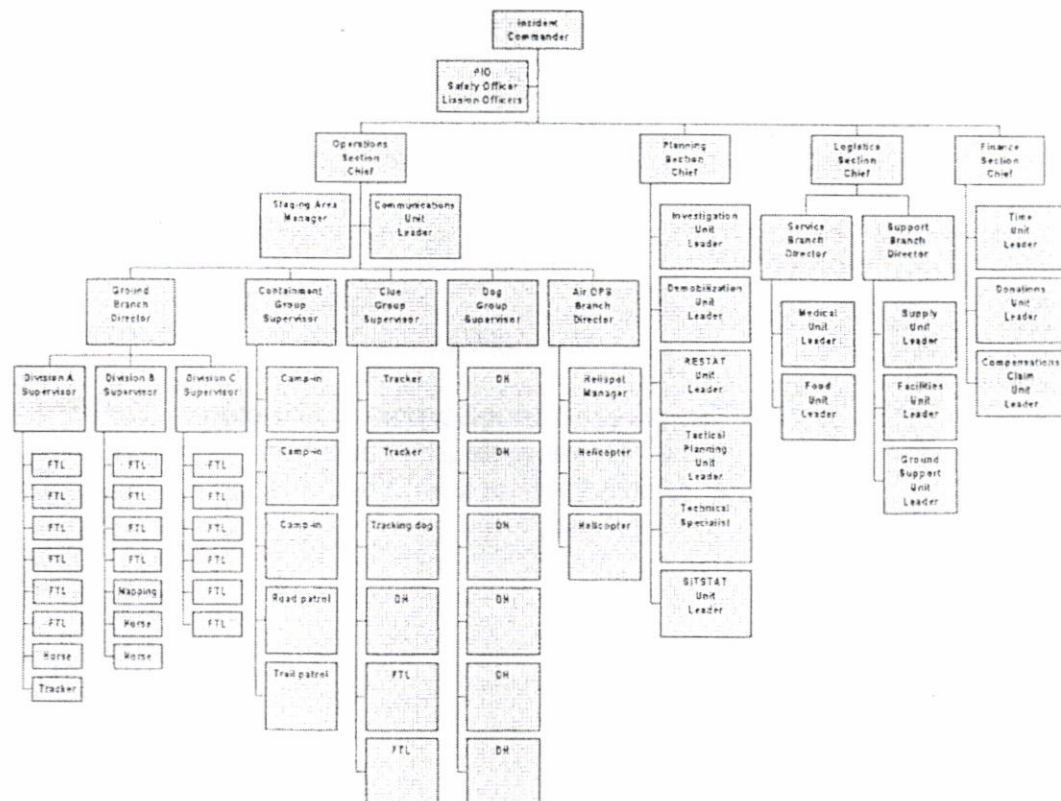 Incident
Commander
PIO
Safety Officer
Liasion Officers
Operations
Section
Chief
Planning
Section
Chief
Logistics
Section
Chief
Finance
Section
Chief
Staging Area
Manager
Communications
Unit
Leader
Ground
Branch
Director
Containment
Group
Supervisor
Clue
Group
Supervisor
Dog
Group
Supervisor
Air OPS
Branch
Director
Division A
Supervisor
Division B
Supervisor
Division C
Supervisor
FTL
FTL
FTL
FTL
FTL
FTL
Horse
Tracker
FTL
FTL
FTL
FTL
Mapping
Horse
Horse
FTL
FTL
FTL
FTL
FTL
FTL
Camp-in
Camp-in
Camp-in
Road patrol
Trail patrol
Tracker
Tracker
Tracking dog
DH
FTL
FTL
DH
DH
DH
DH
DH
DH
Helispot
Manager
Helicopter
Helicopter
Investigation
Unit
Leader
Demobilization
Unit
Leader
RESTAT
Unit
Leader
Tactical
Planning
Unit
Leader
Technical
Specialist
SITSTAT
Unit
Leader
Service
Branch
Director
Support
Branch
Director
Medical
Unit
Leader
Food
Unit
Leader
Supply
Unit
Leader
Facilities
Unit
Leader
Ground
Support
Unit
Leader
Time
Unit
Leader
Donations
Unit
Leader
Compensations
Claim
Unit
Leader